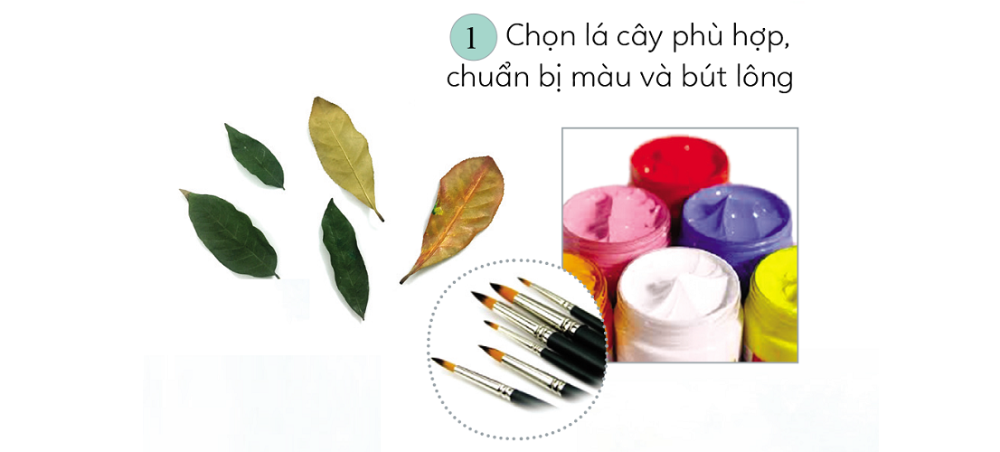 1 Chọn lá cây phù hợp,
chuẩn bị màu và bút lông